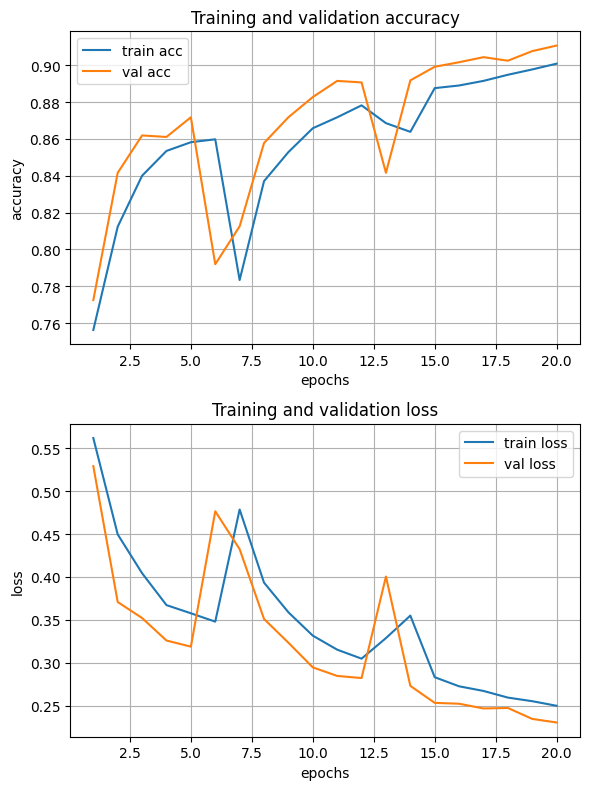 Training and validation accuracy
train acc
val acc
0.90
0.88
0.86
0.84
0.82
0.80
0.78
0.76
accuracy
2.5 5.0 7.5 10.0 12.5 15.0 17.5 20.0
epochs
Training and validation loss
train loss
val loss
0.55
0.50
0.45
0.40
0.35
0.30
0.25
loss
2.5 5.0 7.5 10.0 12.5 15.0 17.5 20.0
epochs